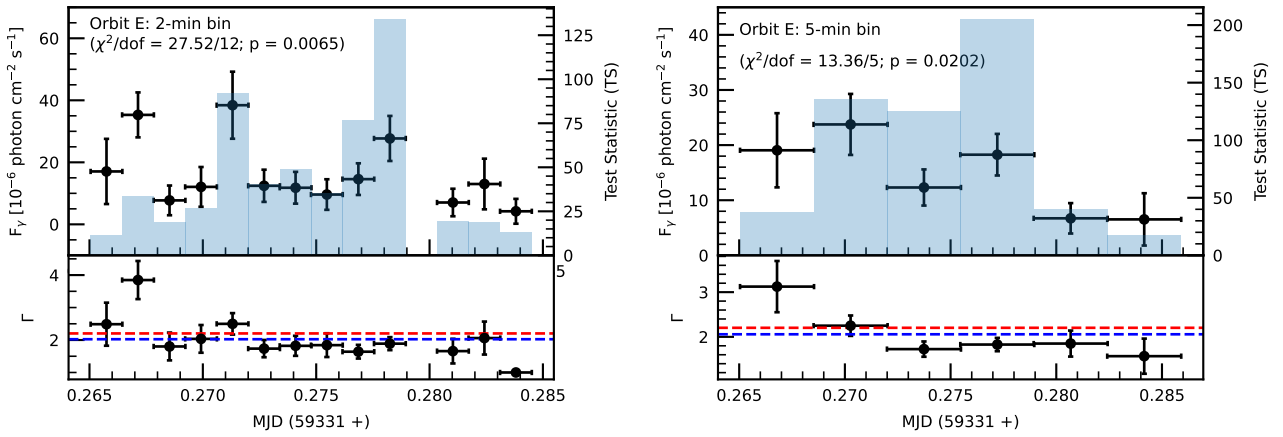 Orbit E: 2-min bin
(χ²/dof = 27.52/12; p = 0.0065)
Fγ [10⁻⁶ photon cm⁻² s⁻¹]
60
40
20
0
Test Statistic (TS)
125
100
75
50
25
0
Γ
4
2
5
0.265 0.270 0.275 0.280 0.285
MJD (59331 +)
Orbit E: 5-min bin
(χ²/dof = 13.36/5; p = 0.0202)
Fγ [10⁻⁶ photon cm⁻² s⁻¹]
40
30
20
10
0
Test Statistic (TS)
200
150
100
50
0
Γ
3
2
0.265 0.270 0.275 0.280 0.285
MJD (59331 +)